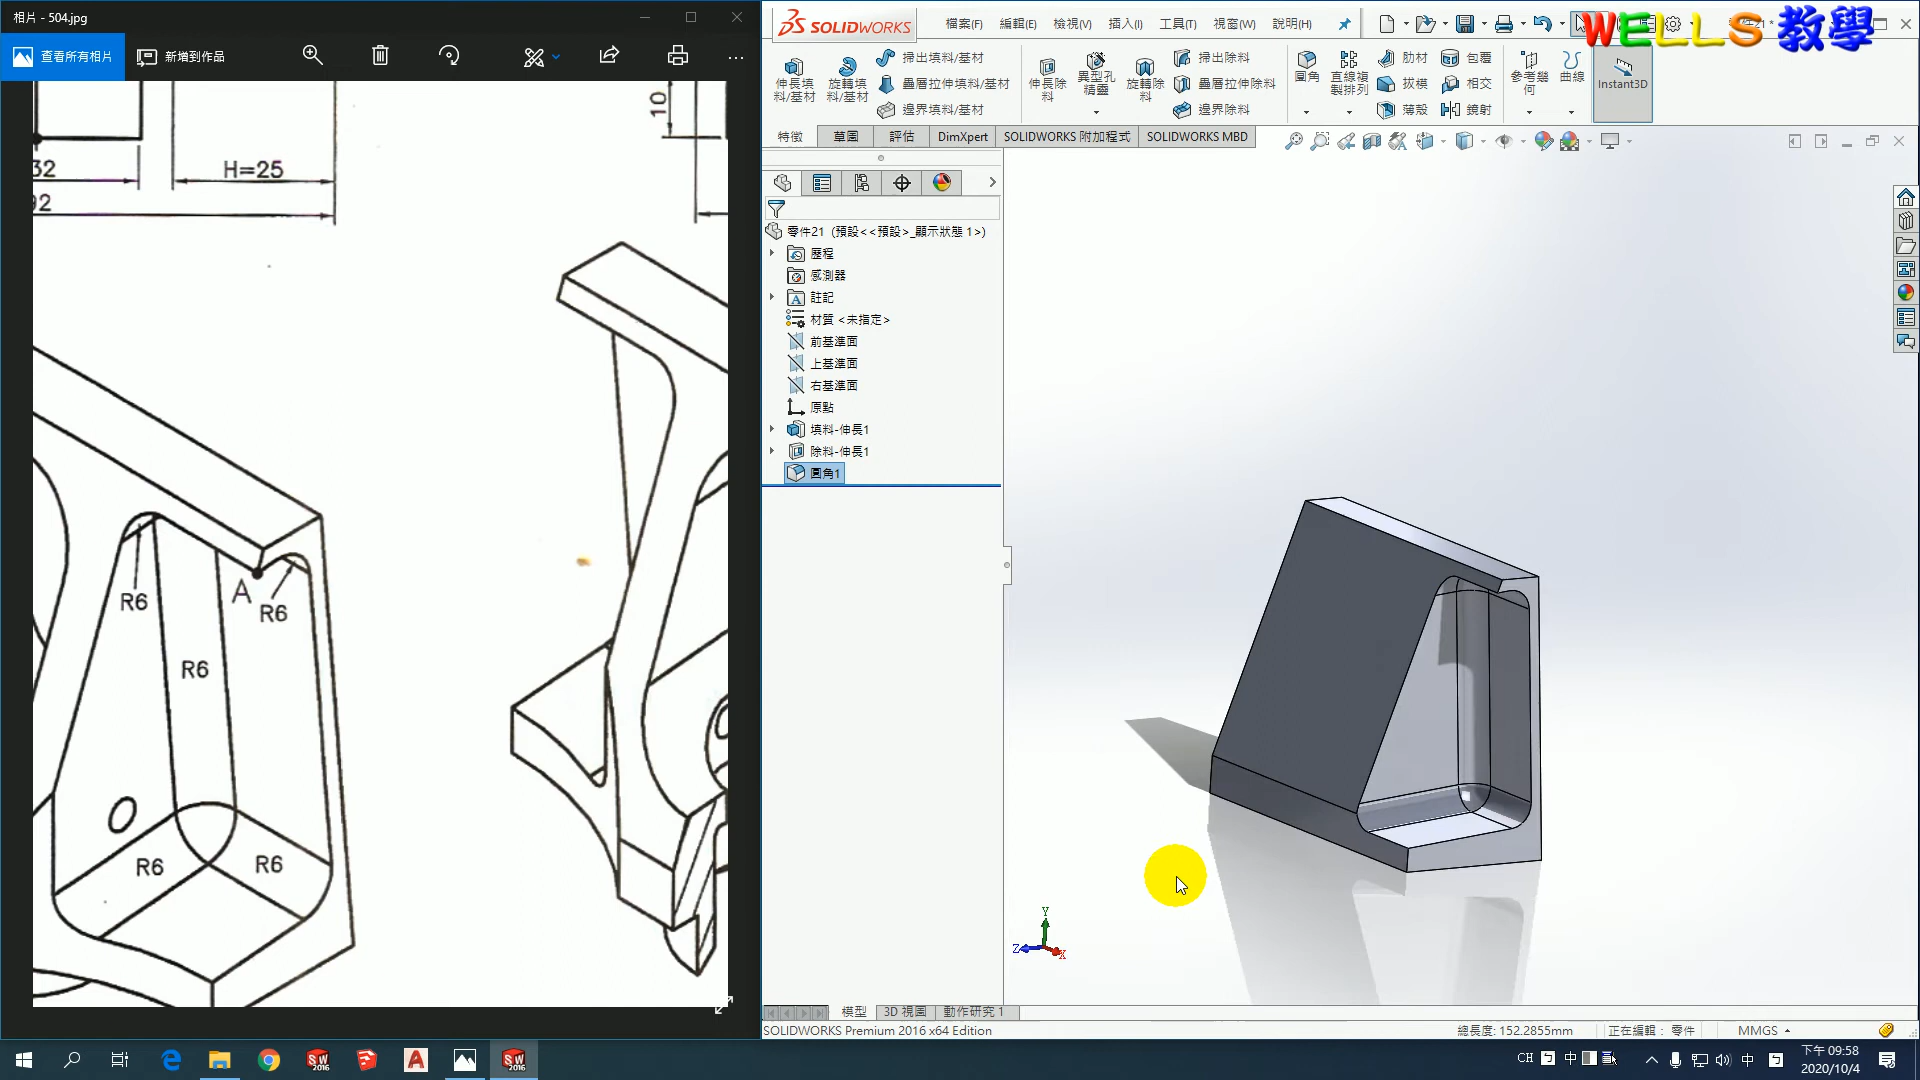 相片 - 504.jpg
查看所有相片
新增到作品
32
92
H=25
10
R6
A
R6
R6
R6
R6
SOLIDWORKS
檔案(F)
編輯(E)
檢視(V)
插入(I)
工具(T)
視窗(W)
說明(H)
WELLS 教學
伸長填
料/基材
旋轉填
料/基材
掃出填料/基材
疊層拉伸填料/基材
邊界填料/基材
伸長除
料
異型孔
精靈
旋轉除
料
掃出除料
疊層拉伸除料
邊界除料
圓角
直線複
製排列
肋材
拔模
薄殼
包覆
相交
鏡射
參考幾
何
曲線
Instant3D
特徵
草圖
評估
DimXpert
SOLIDWORKS 附加程式
SOLIDWORKS MBD
零件21 (預設<<預設>_顯示狀態 1>)
歷程
感測器
註記
材質 <未指定>
前基準面
上基準面
右基準面
原點
填料-伸長1
除料-伸長1
圓角1
Y
Z
X
模型
3D 視圖
動作研究 1
SOLIDWORKS Premium 2016 x64 Edition
總長度: 152.2855mm
正在編輯： 零件
MMGS
CH
中
中
下午 09:58
2020/10/4